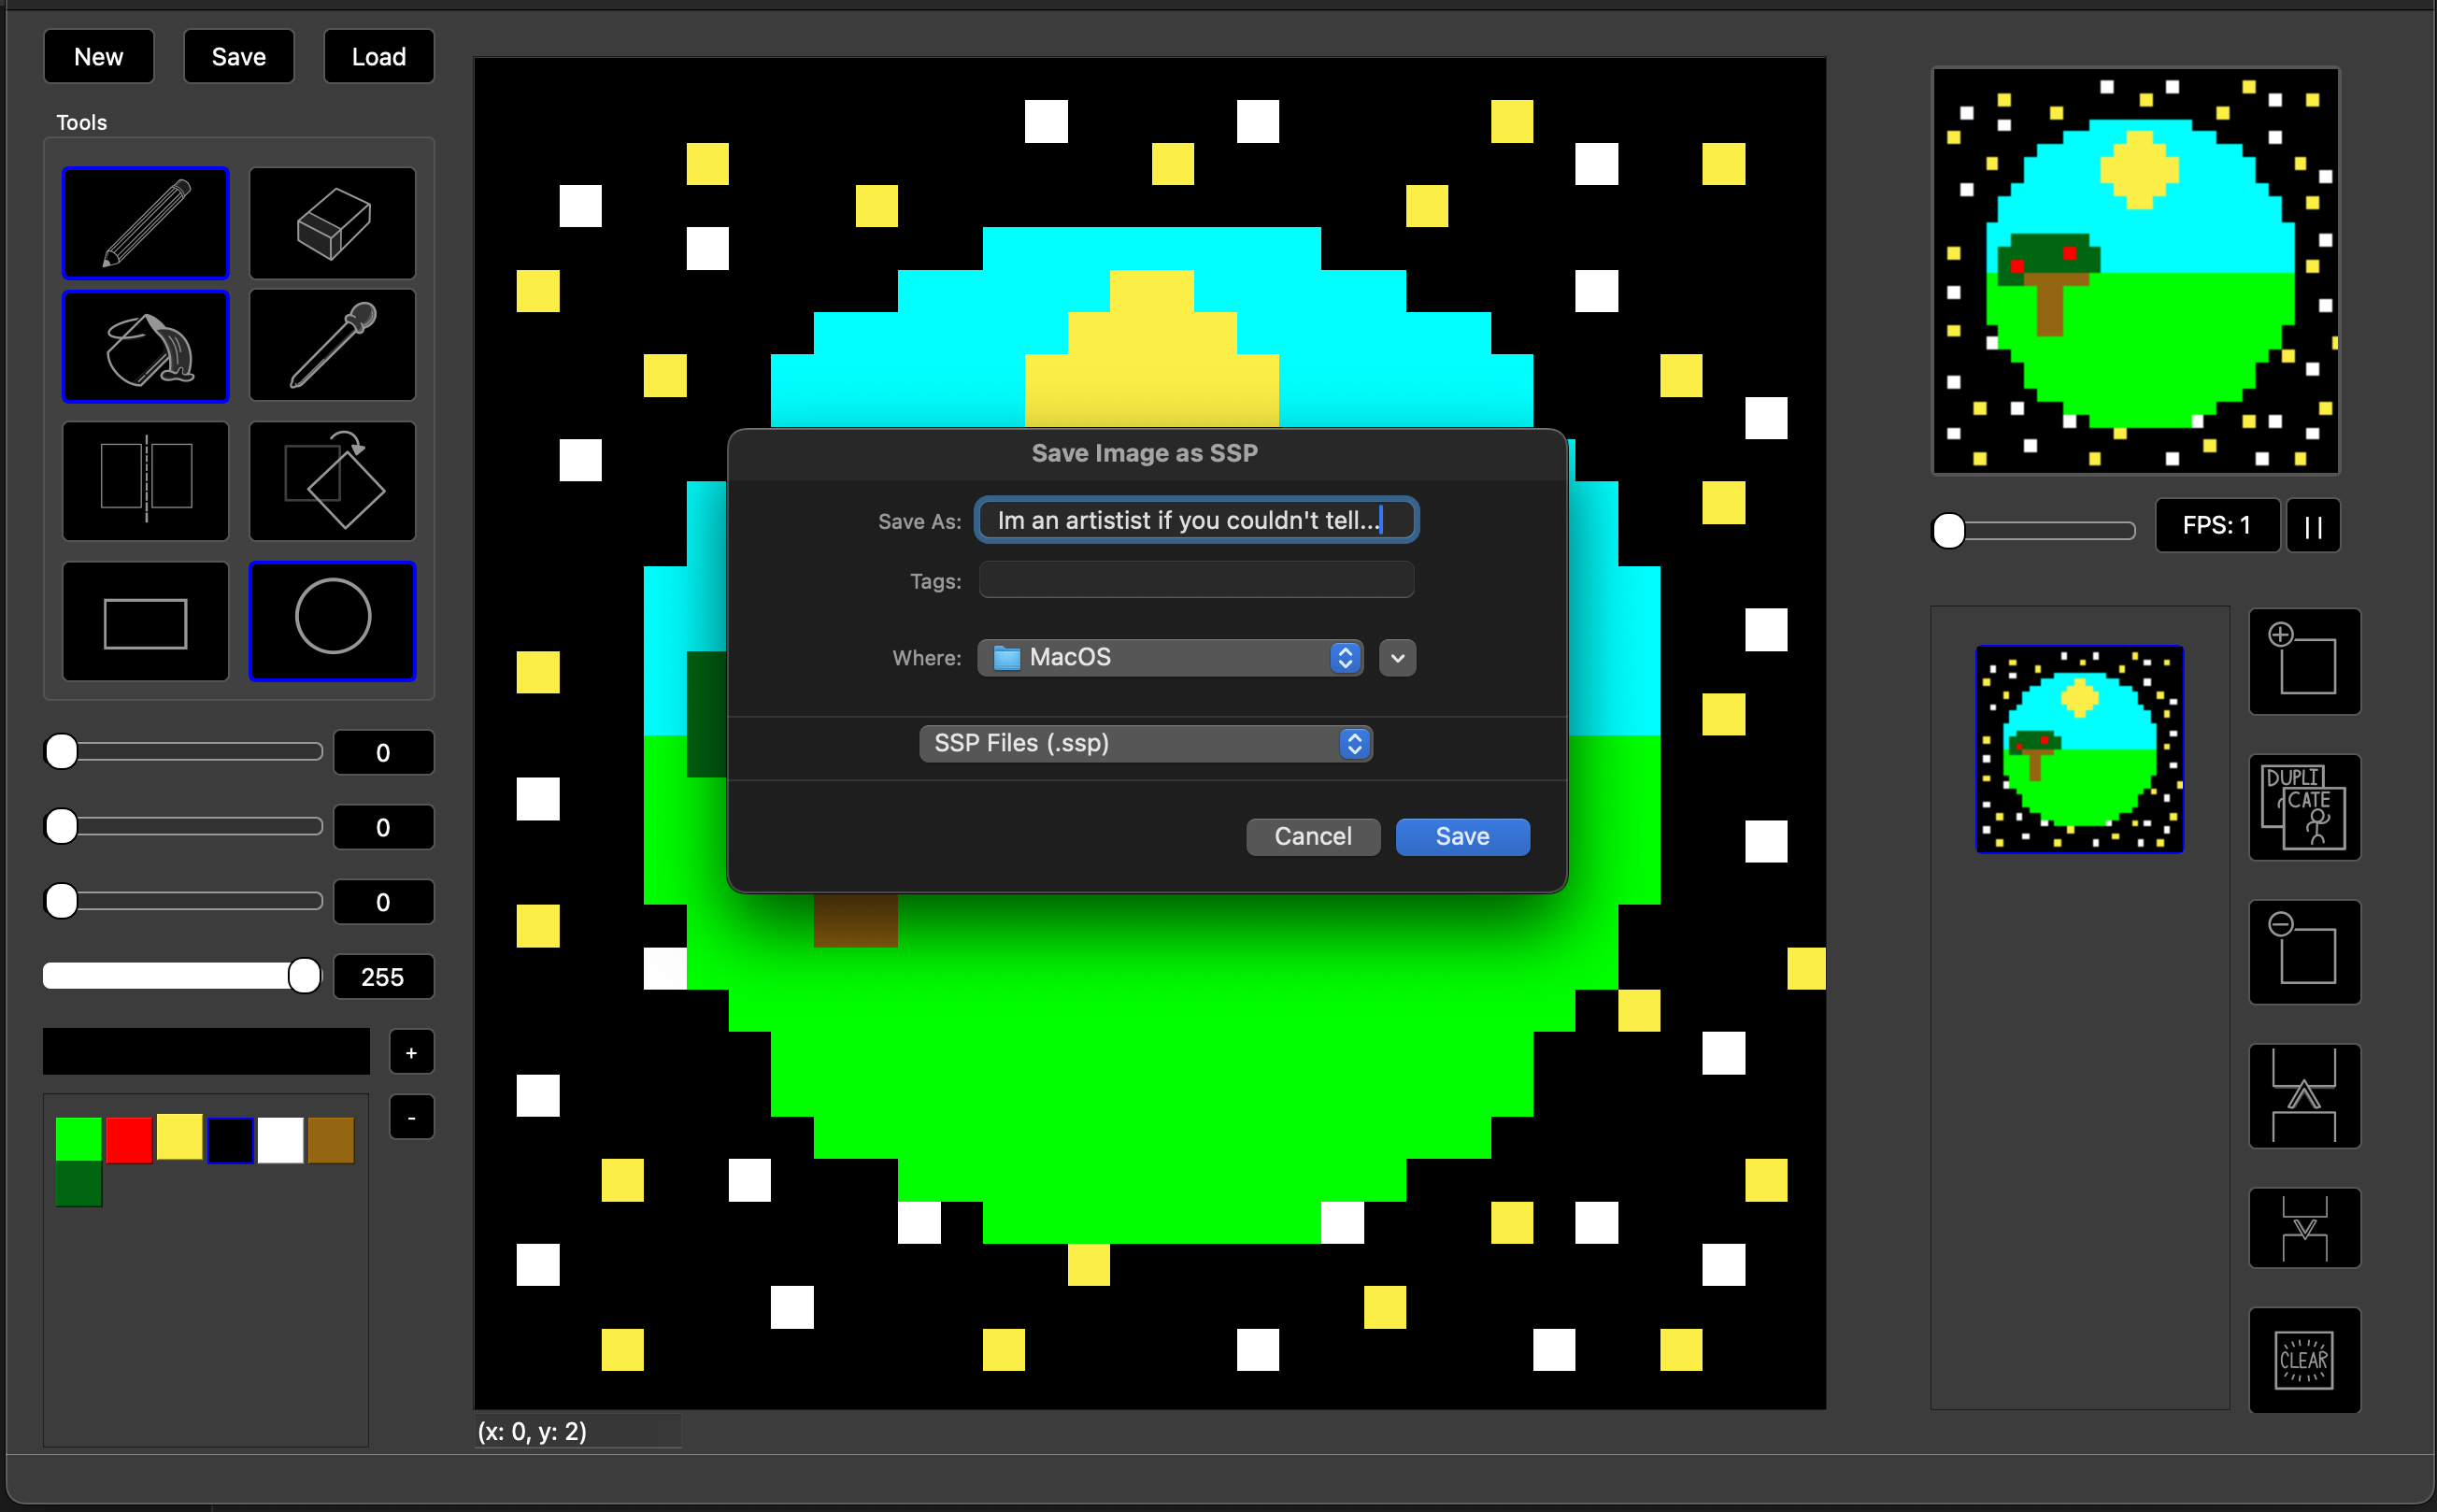 New
Save
Load
Tools
0
0
0
255
+
-
(x: 0, y: 2)
Save Image as SSP
Save As: Im an artistist if you couldn't tell...
Tags:
Where: MacOS
SSP Files (.ssp)
Cancel
Save
FPS: 1
DUPLI
CATE
CLEAR